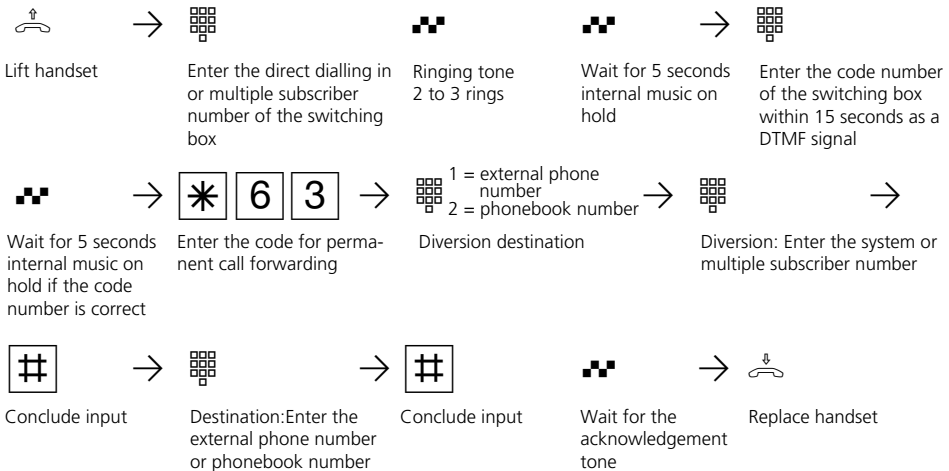 Lift handset
Enter the direct dialling in
or multiple subscriber
number of the switching
box
Ringing tone
2 to 3 rings
Wait for 5 seconds
internal music on
hold
Enter the code number
of the switching box
within 15 seconds as a
DTMF signal
* 6 3
1 = external phone
number
2 = phonebook number
Wait for 5 seconds
internal music on
hold if the code
number is correct
Enter the code for perma-
nent call forwarding
Diversion destination
Diversion: Enter the system or
multiple subscriber number
#
#
Conclude input
Destination:Enter the
external phone number
or phonebook number
Conclude input
Wait for the
acknowledgement
tone
Replace handset